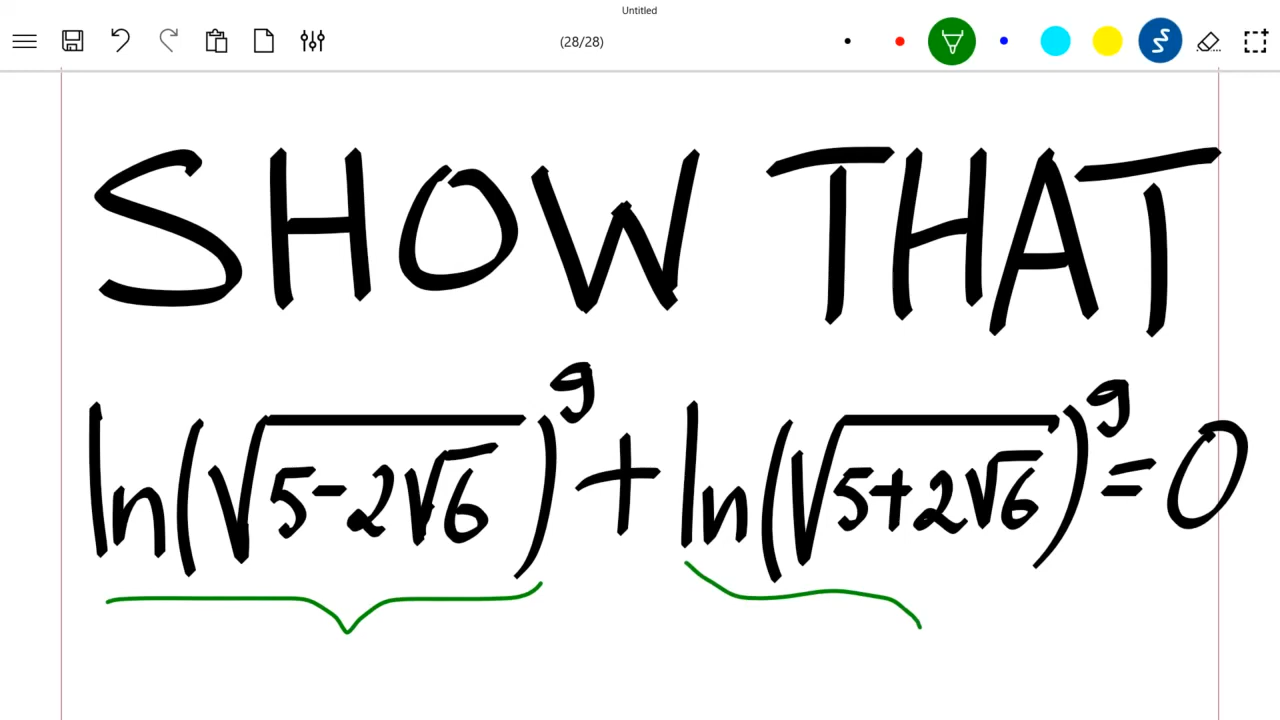 Untitled
(28/28)
SHOW THAT
ln(√(5-2√6))⁹ + ln(√(5+2√6))⁹ = 0